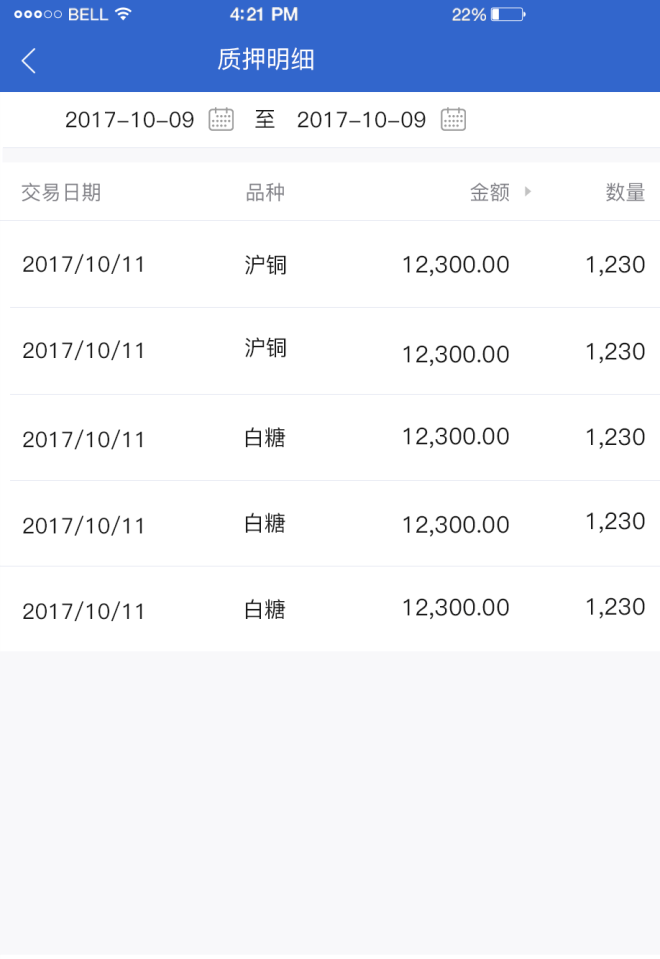 BELL 4:21 PM 22%
质押明细
2017-10-09 至 2017-10-09
交易日期 品种 金额 数量
2017/10/11 沪铜 12,300.00 1,230
2017/10/11 沪铜 12,300.00 1,230
2017/10/11 白糖 12,300.00 1,230
2017/10/11 白糖 12,300.00 1,230
2017/10/11 白糖 12,300.00 1,230